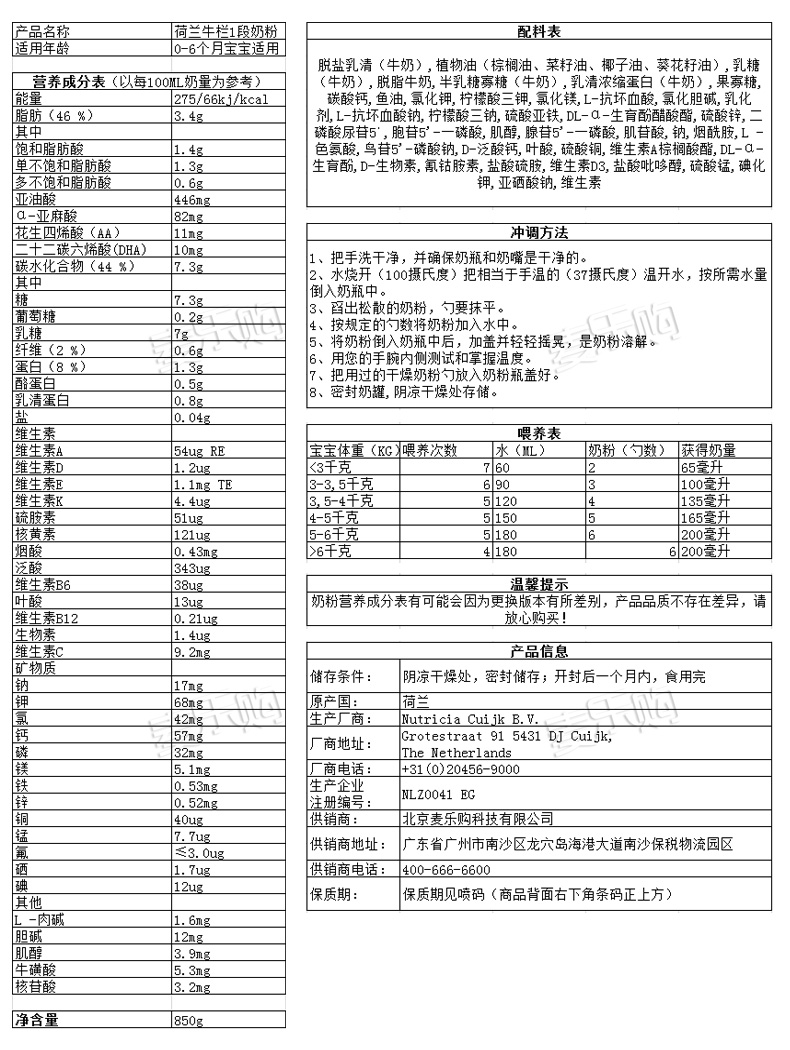 产品名称 荷兰牛栏1段奶粉
适用年龄 0-6个月宝宝适用
营养成分表(以每100ML奶量为参考)
能量 275/66kj/kcal
脂肪(46 %) 3.4g
其中
饱和脂肪酸 1.4g
单不饱和脂肪酸 1.3g
多不饱和脂肪酸 0.6g
亚油酸 446mg
α-亚麻酸 82mg
花生四烯酸(AA) 11mg
二十二碳六烯酸(DHA) 10mg
碳水化合物(44 %) 7.3g
其中
糖 7.3g
葡萄糖 0.2g
乳糖 7g
纤维(2 %) 0.6g
蛋白(8 %) 1.3g
酪蛋白 0.5g
乳清蛋白 0.8g
盐 0.04g
维生素
维生素A 54ug RE
维生素D 1.2ug
维生素E 1.1mg TE
维生素K 4.4ug
硫胺素 51ug
核黄素 121ug
烟酸 0.43mg
泛酸 343ug
维生素B6 38ug
叶酸 13ug
维生素B12 0.21ug
生物素 1.4ug
维生素C 9.2mg
矿物质
钠 17mg
钾 68mg
氯 42mg
钙 57mg
磷 32mg
镁 5.1mg
铁 0.53mg
锌 0.52mg
铜 40ug
锰 7.7ug
氟 ≤3.0ug
硒 1.7ug
碘 12ug
其他
L -肉碱 1.6mg
胆碱 12mg
肌醇 3.9mg
牛磺酸 5.3mg
核苷酸 3.2mg
净含量 850g
配料表
脱盐乳清(牛奶),植物油(棕榈油、菜籽油、椰子油、葵花籽油),乳糖
(牛奶),脱脂牛奶,半乳糖寡糖(牛奶),乳清浓缩蛋白(牛奶),果寡糖,
碳酸钙,鱼油,氯化钾,柠檬酸三钾,氯化镁,L-抗坏血酸,氯化胆碱,乳化
剂,L-抗坏血酸钠,柠檬酸三钠,硫酸亚铁,DL-α-生育酚醋酸酯,硫酸锌,二
磷酸尿苷5',胞苷5'-一磷酸,肌醇,腺苷5'-一磷酸,肌苷酸,钠,烟酰胺,L -
色氨酸,鸟苷5'-磷酸钠,D-泛酸钙,叶酸,硫酸铜,维生素A棕榈酸酯,DL-α-
生育酚,D-生物素,氰钴胺素,盐酸硫胺,维生素D3,盐酸吡哆醇,硫酸锰,碘化
钾,亚硒酸钠,维生素
冲调方法
1、把手洗干净,并确保奶瓶和奶嘴是干净的。
2、水烧开(100摄氏度)把相当于手温的(37摄氏度)温开水,按所需水量
倒入奶瓶中。
3、舀出松散的奶粉,勺要抹平。
4、按规定的勺数将奶粉加入水中。
5、将奶粉倒入奶瓶中后,加盖并轻轻摇晃,是奶粉溶解。
6、用您的手腕内侧测试和掌握温度。
7、把用过的干燥奶粉勺放入奶粉瓶盖好。
8、密封奶罐,阴凉干燥处存储。
喂养表
宝宝体重(KG) 喂养次数 水(ML) 奶粉(勺数) 获得奶量
<3千克 7 60 2 65毫升
3-3,5千克 6 90 3 100毫升
3,5-4千克 5 120 4 135毫升
4-5千克 5 150 5 165毫升
5-6千克 5 180 6 200毫升
>6千克 4 180 6 200毫升
温馨提示
奶粉营养成分表有可能会因为更换版本有所差别,产品品质不存在差异,请
放心购买!
产品信息
储存条件: 阴凉干燥处,密封储存;开封后一个月内,食用完
原产国: 荷兰
生产厂商: Nutricia Cuijk B.V.
厂商地址: Grotestraat 91 5431 DJ Cuijk,
The Netherlands
厂商电话: +31(0)20456-9000
生产企业
注册编号: NLZ0041 EG
供销商: 北京麦乐购科技有限公司
供销商地址: 广东省广州市南沙区龙穴岛海港大道南沙保税物流园区
供销商电话: 400-666-6600
保质期: 保质期见喷码(商品背面右下角条码正上方)
麦乐购
麦乐购
麦乐购
麦乐购